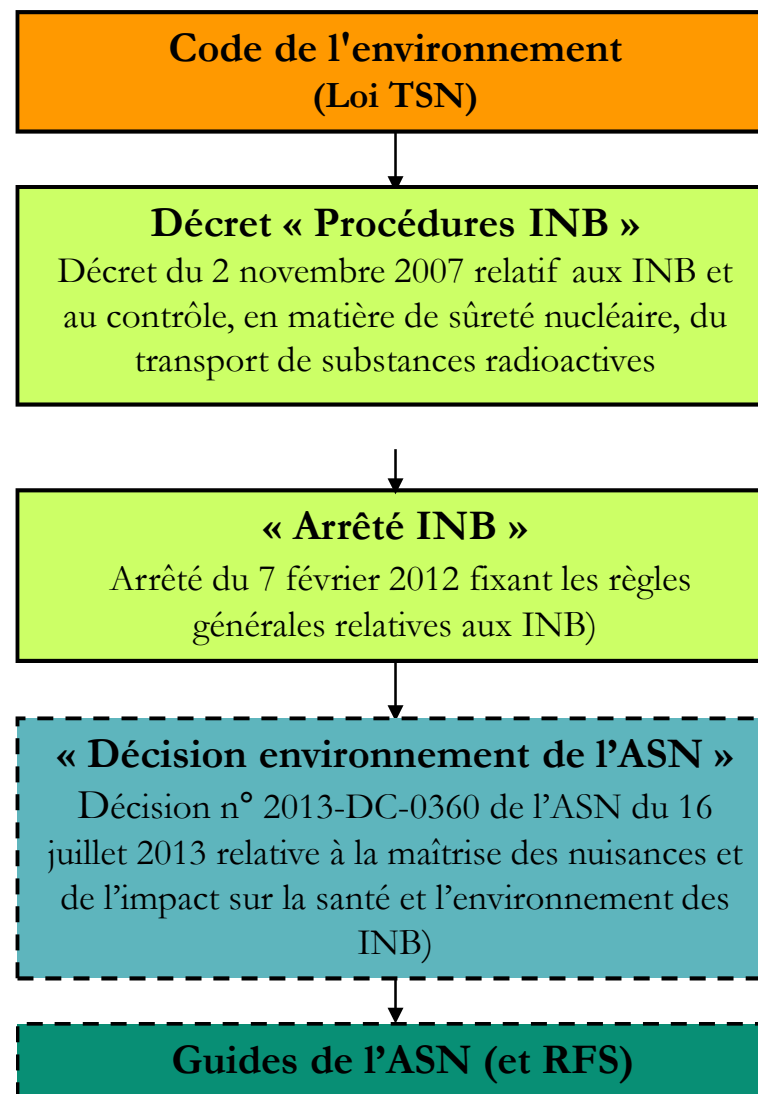 Code de l'environnement
(Loi TSN)
Décret « Procédures INB »
Décret du 2 novembre 2007 relatif aux INB et
au contrôle, en matière de sûreté nucléaire, du
transport de substances radioactives
« Arrêté INB »
Arrêté du 7 février 2012 fixant les règles
générales relatives aux INB)
« Décision environnement de l’ASN »
Décision n° 2013-DC-0360 de l’ASN du 16
juillet 2013 relative à la maîtrise des nuisances et
de l’impact sur la santé et l’environnement des
INB)
Guides de l’ASN (et RFS)